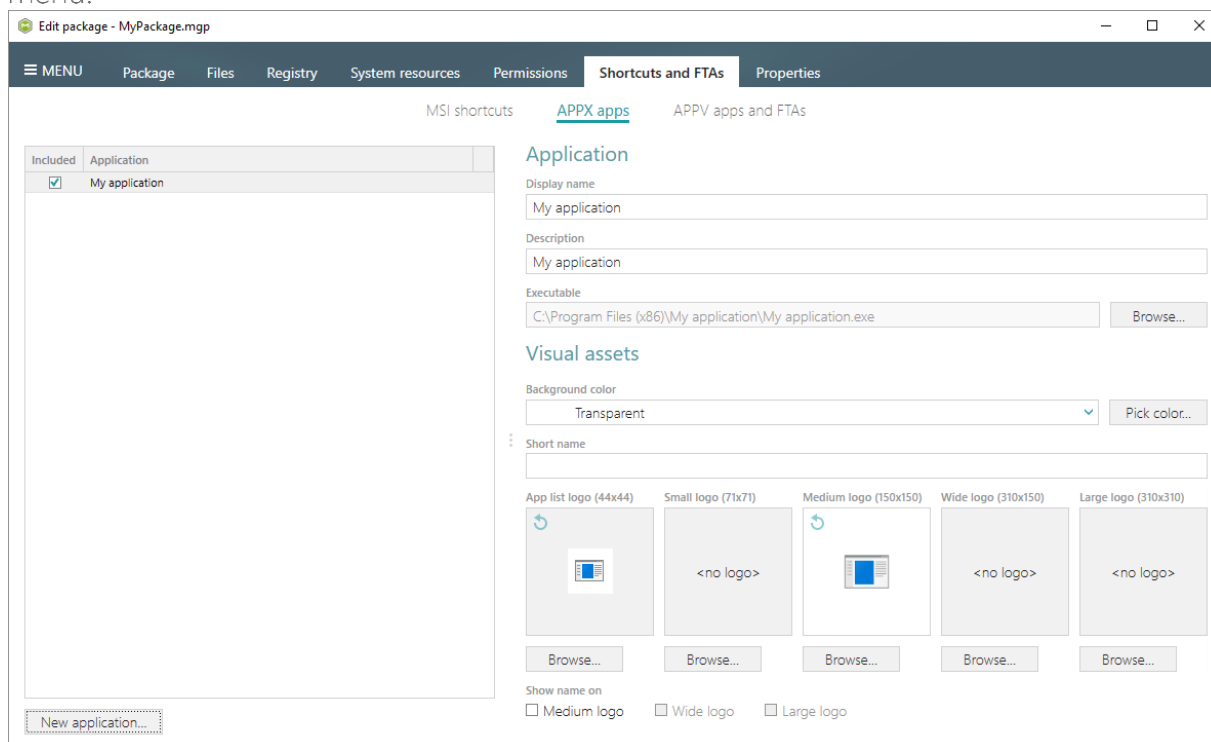 menu.
Edit package - MyPackage.mgp
MENU Package Files Registry System resources Permissions Shortcuts and FTAs Properties
MSI shortcuts APPX apps APPV apps and FTAs
Included Application
My application
New application...
Application
Display name
My application
Description
My application
Executable
C:\Program Files (x86)\My application\My application.exe Browse...
Visual assets
Background color
Transparent Pick color...
Short name
App list logo (44x44) Small logo (71x71) Medium logo (150x150) Wide logo (310x150) Large logo (310x310)
<no logo> <no logo> <no logo>
Browse... Browse... Browse... Browse... Browse...
Show name on
Medium logo Wide logo Large logo